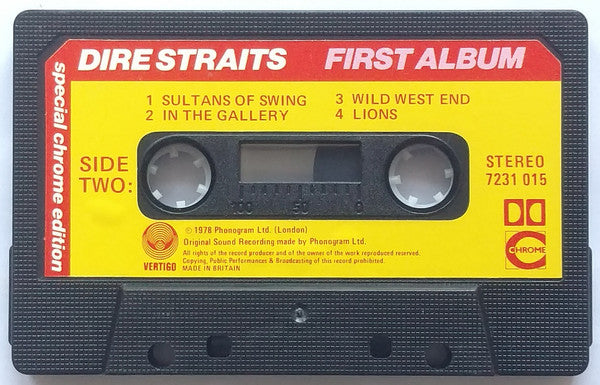 DIRE STRAITS FIRST ALBUM
special chrome edition
1 SULTANS OF SWING 3 WILD WEST END
2 IN THE GALLERY 4 LIONS
SIDE
TWO:
STEREO
7231 015
100 50 0
CHROME
VERTIGO
© 1978 Phonogram Ltd. (London)
Original Sound Recording made by Phonogram Ltd.
All rights of the record producer and of the owner of the work reproduced reserved.
Copying, Public Performances & Broadcasting of this record prohibited.
MADE IN BRITAIN